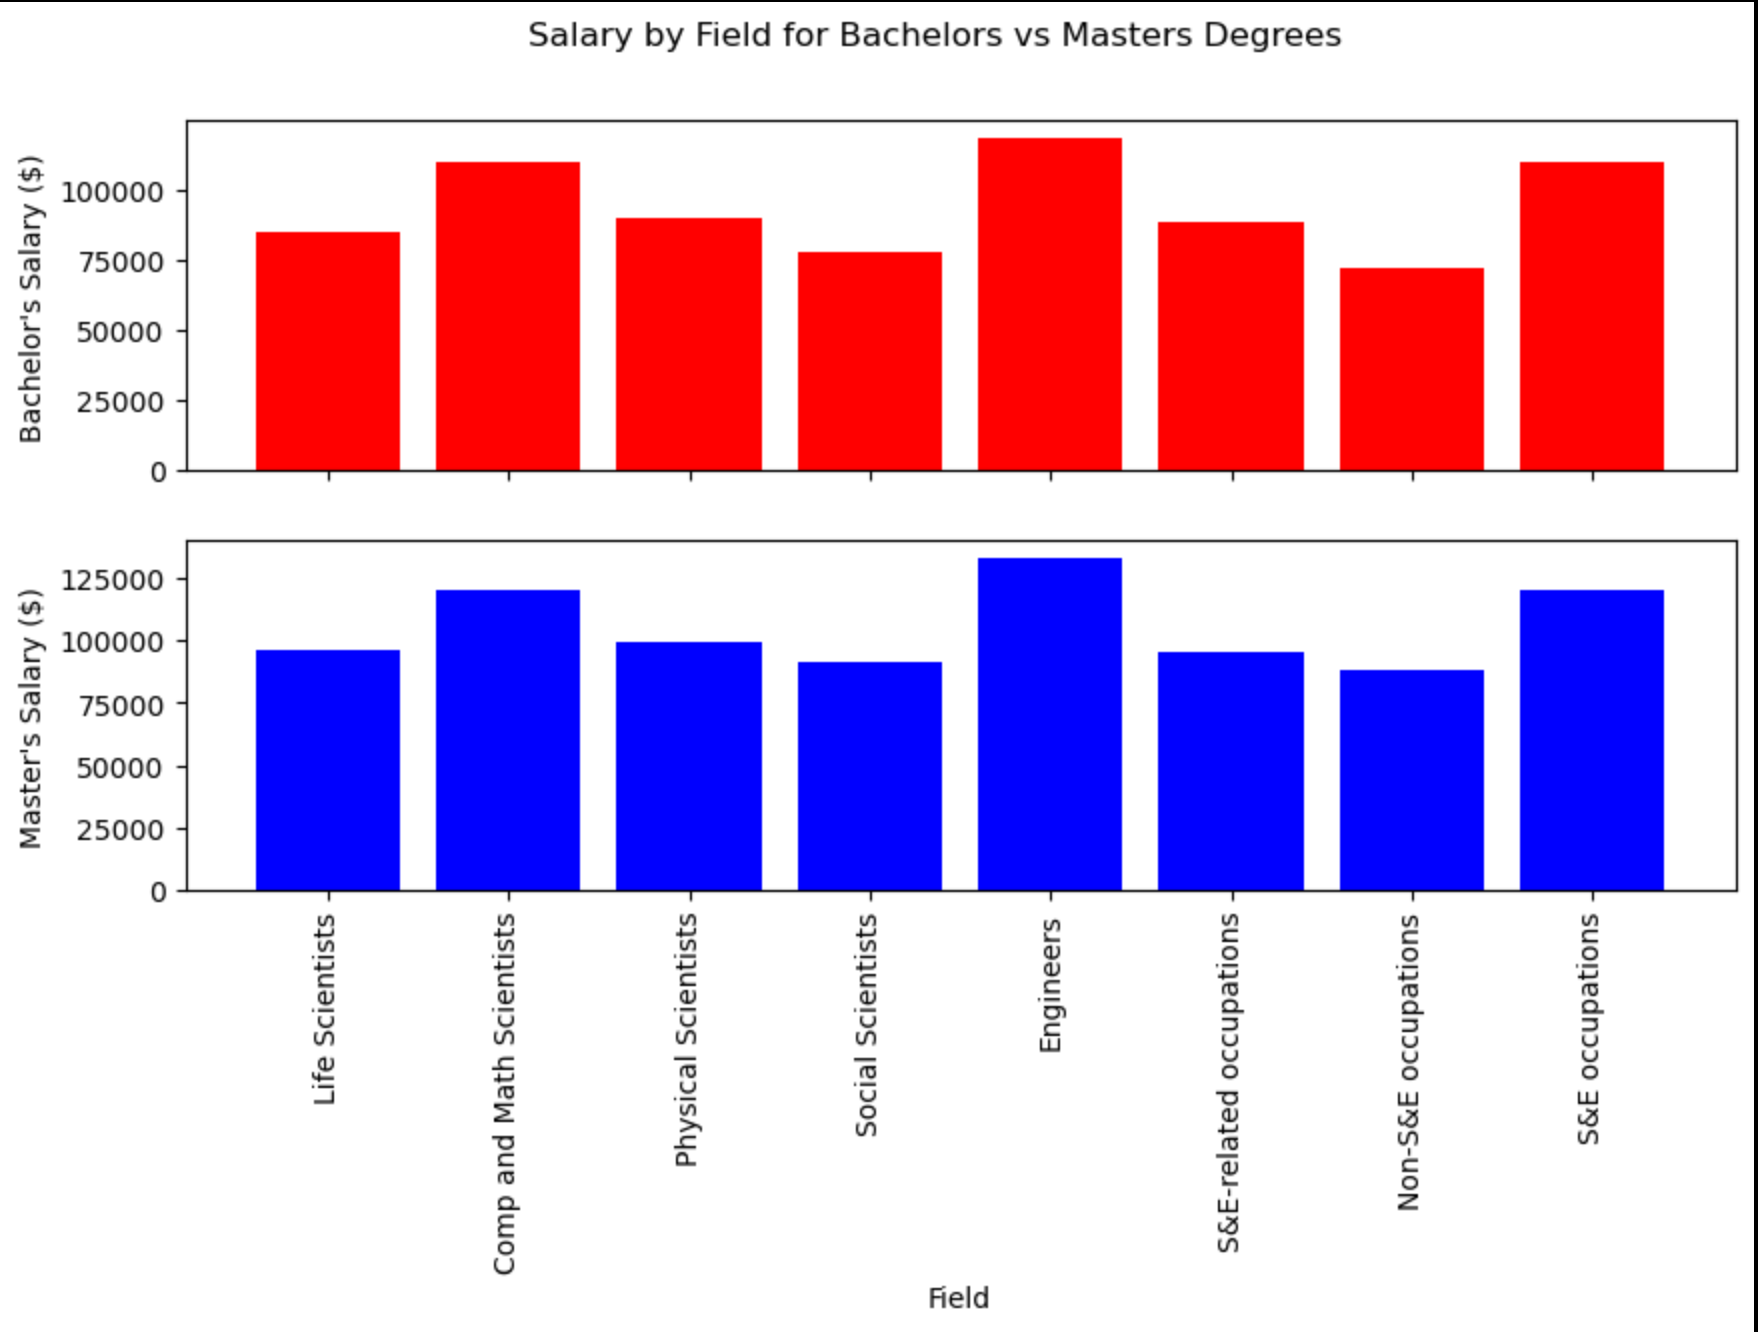 Salary by Field for Bachelors vs Masters Degrees
Bachelor's Salary ($)
100000
75000
50000
25000
0
Master's Salary ($)
125000
100000
75000
50000
25000
0
Life Scientists
Comp and Math Scientists
Physical Scientists
Social Scientists
Engineers
S&E-related occupations
Non-S&E occupations
S&E occupations
Field